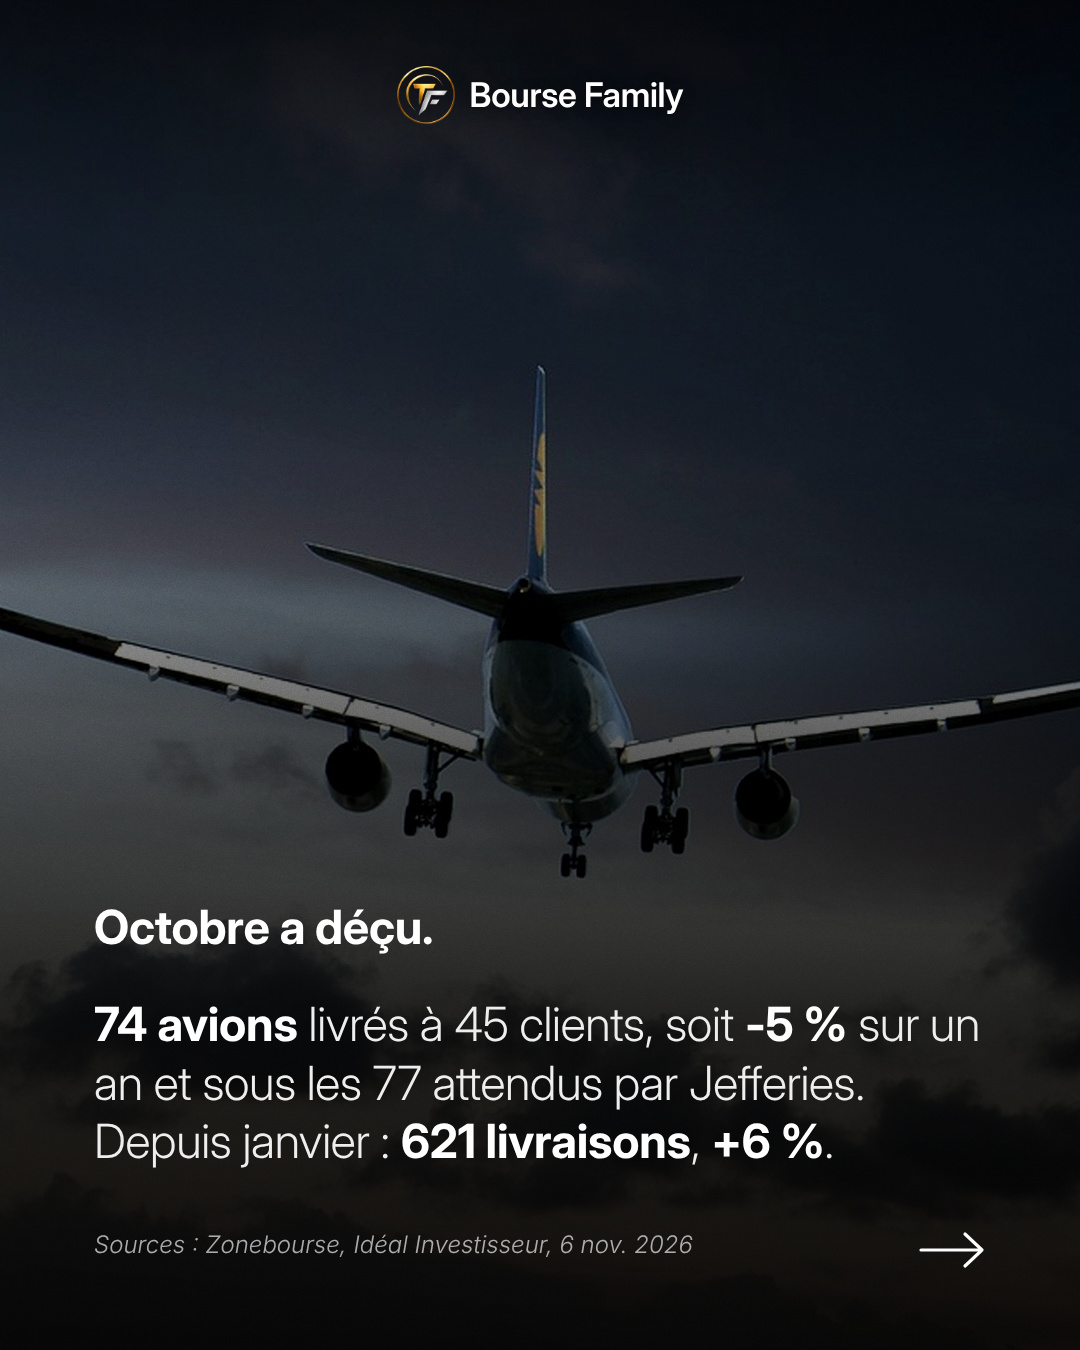 Bourse Family
Octobre a déçu.
74 avions livrés à 45 clients, soit -5 % sur un
an et sous les 77 attendus par Jefferies.
Depuis janvier : 621 livraisons, +6 %.
Sources : Zonebourse, Idéal Investisseur, 6 nov. 2026